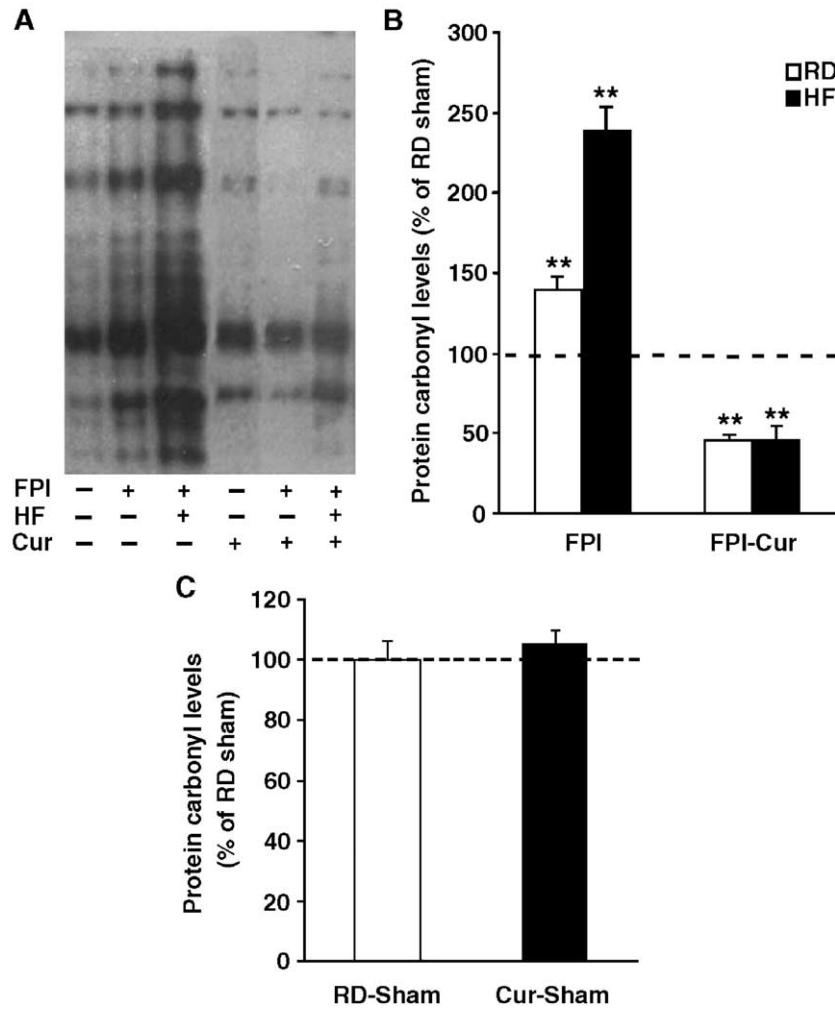 A
FPI – + + – + +
HF – – + – – +
Cur – – – + + +
B
Protein carbonyl levels (% of RD sham)
300
250
200
150
100
50
0
RD
HF
**
**
**
**
FPI
FPI-Cur
C
Protein carbonyl levels
(% of RD sham)
120
100
80
60
40
20
0
RD-Sham
Cur-Sham